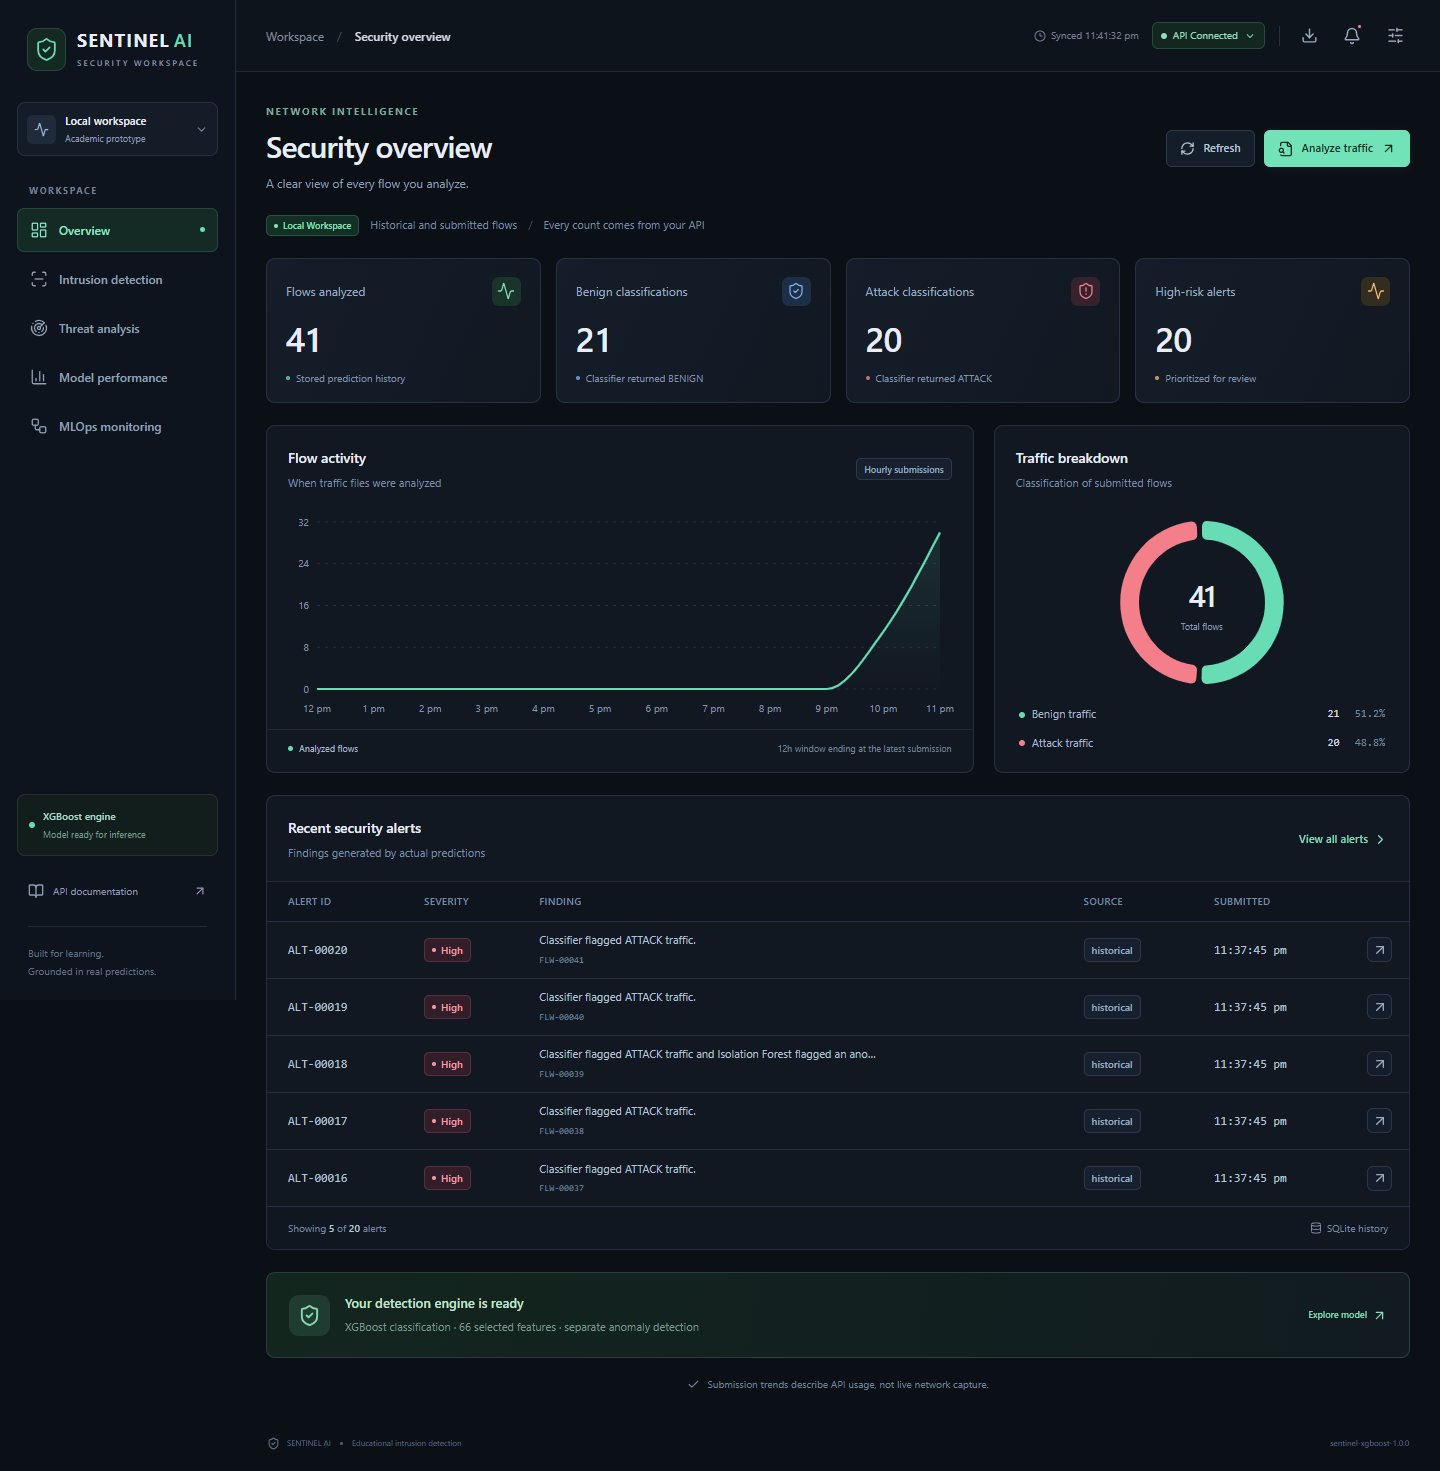 SENTINEL AI
SECURITY WORKSPACE
Local workspace
Academic prototype
WORKSPACE
Overview
Intrusion detection
Threat analysis
Model performance
MLOps monitoring
XGBoost engine
Model ready for inference
API documentation
Built for learning.
Grounded in real predictions.
Workspace / Security overview
Synced 11:41:32 pm
API Connected
NETWORK INTELLIGENCE
Security overview
A clear view of every flow you analyze.
Refresh
Analyze traffic
Local Workspace Historical and submitted flows / Every count comes from your API
Flows analyzed
41
Stored prediction history
Benign classifications
21
Classifier returned BENIGN
Attack classifications
20
Classifier returned ATTACK
High-risk alerts
20
Prioritized for review
Flow activity
When traffic files were analyzed
Hourly submissions
32
24
16
8
0
12 pm 1 pm 2 pm 3 pm 4 pm 5 pm 6 pm 7 pm 8 pm 9 pm 10 pm 11 pm
Analyzed flows
12h window ending at the latest submission
Traffic breakdown
Classification of submitted flows
41
Total flows
Benign traffic 21 51.2%
Attack traffic 20 48.8%
Recent security alerts
Findings generated by actual predictions
View all alerts
ALERT ID SEVERITY FINDING SOURCE SUBMITTED
ALT-00020 High Classifier flagged ATTACK traffic. historical 11:37:45 pm
FLW-00041
ALT-00019 High Classifier flagged ATTACK traffic. historical 11:37:45 pm
FLW-00040
ALT-00018 High Classifier flagged ATTACK traffic and Isolation Forest flagged an ano... historical 11:37:45 pm
FLW-00039
ALT-00017 High Classifier flagged ATTACK traffic. historical 11:37:45 pm
FLW-00038
ALT-00016 High Classifier flagged ATTACK traffic. historical 11:37:45 pm
FLW-00037
Showing 5 of 20 alerts
SQLite history
Your detection engine is ready
XGBoost classification · 66 selected features · separate anomaly detection
Explore model
Submission trends describe API usage, not live network capture.
SENTINEL AI • Educational intrusion detection
sentinel-xgboost-1.0.0